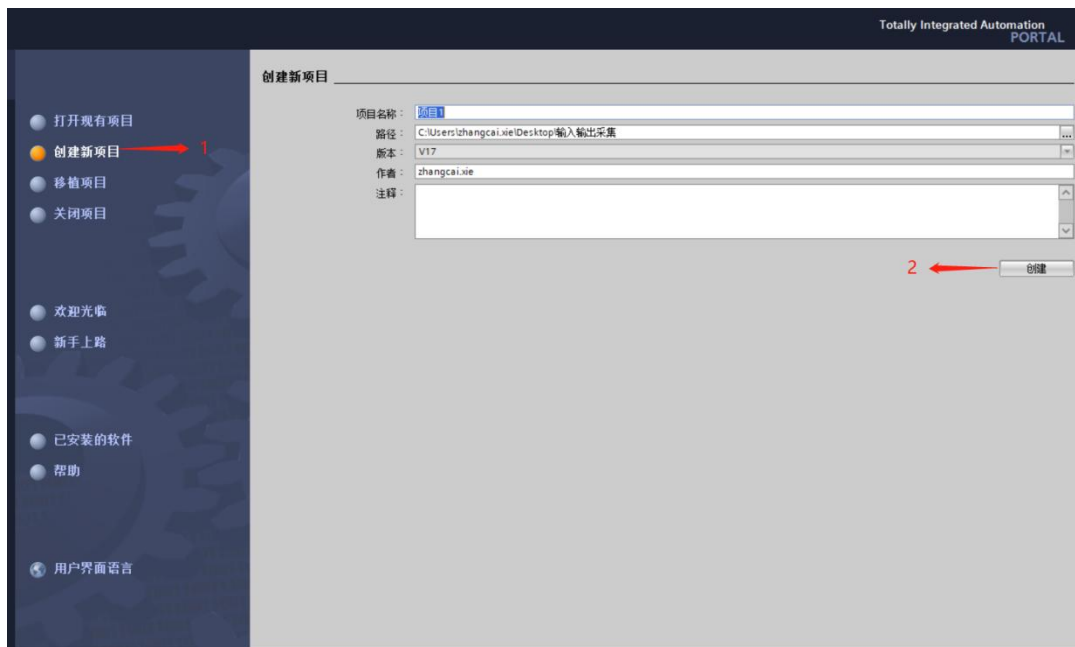 Totally Integrated Automation
PORTAL
打开现有项目
创建新项目
1
移植项目
关闭项目
欢迎光临
新手上路
已安装的软件
帮助
用户界面语言
创建新项目
项目名称：
项目1
路径：
C:\Users\zhangcai.xie\Desktop\输入输出采集
...
版本：
V17
作者：
zhangcai.xie
注释：
2
创建